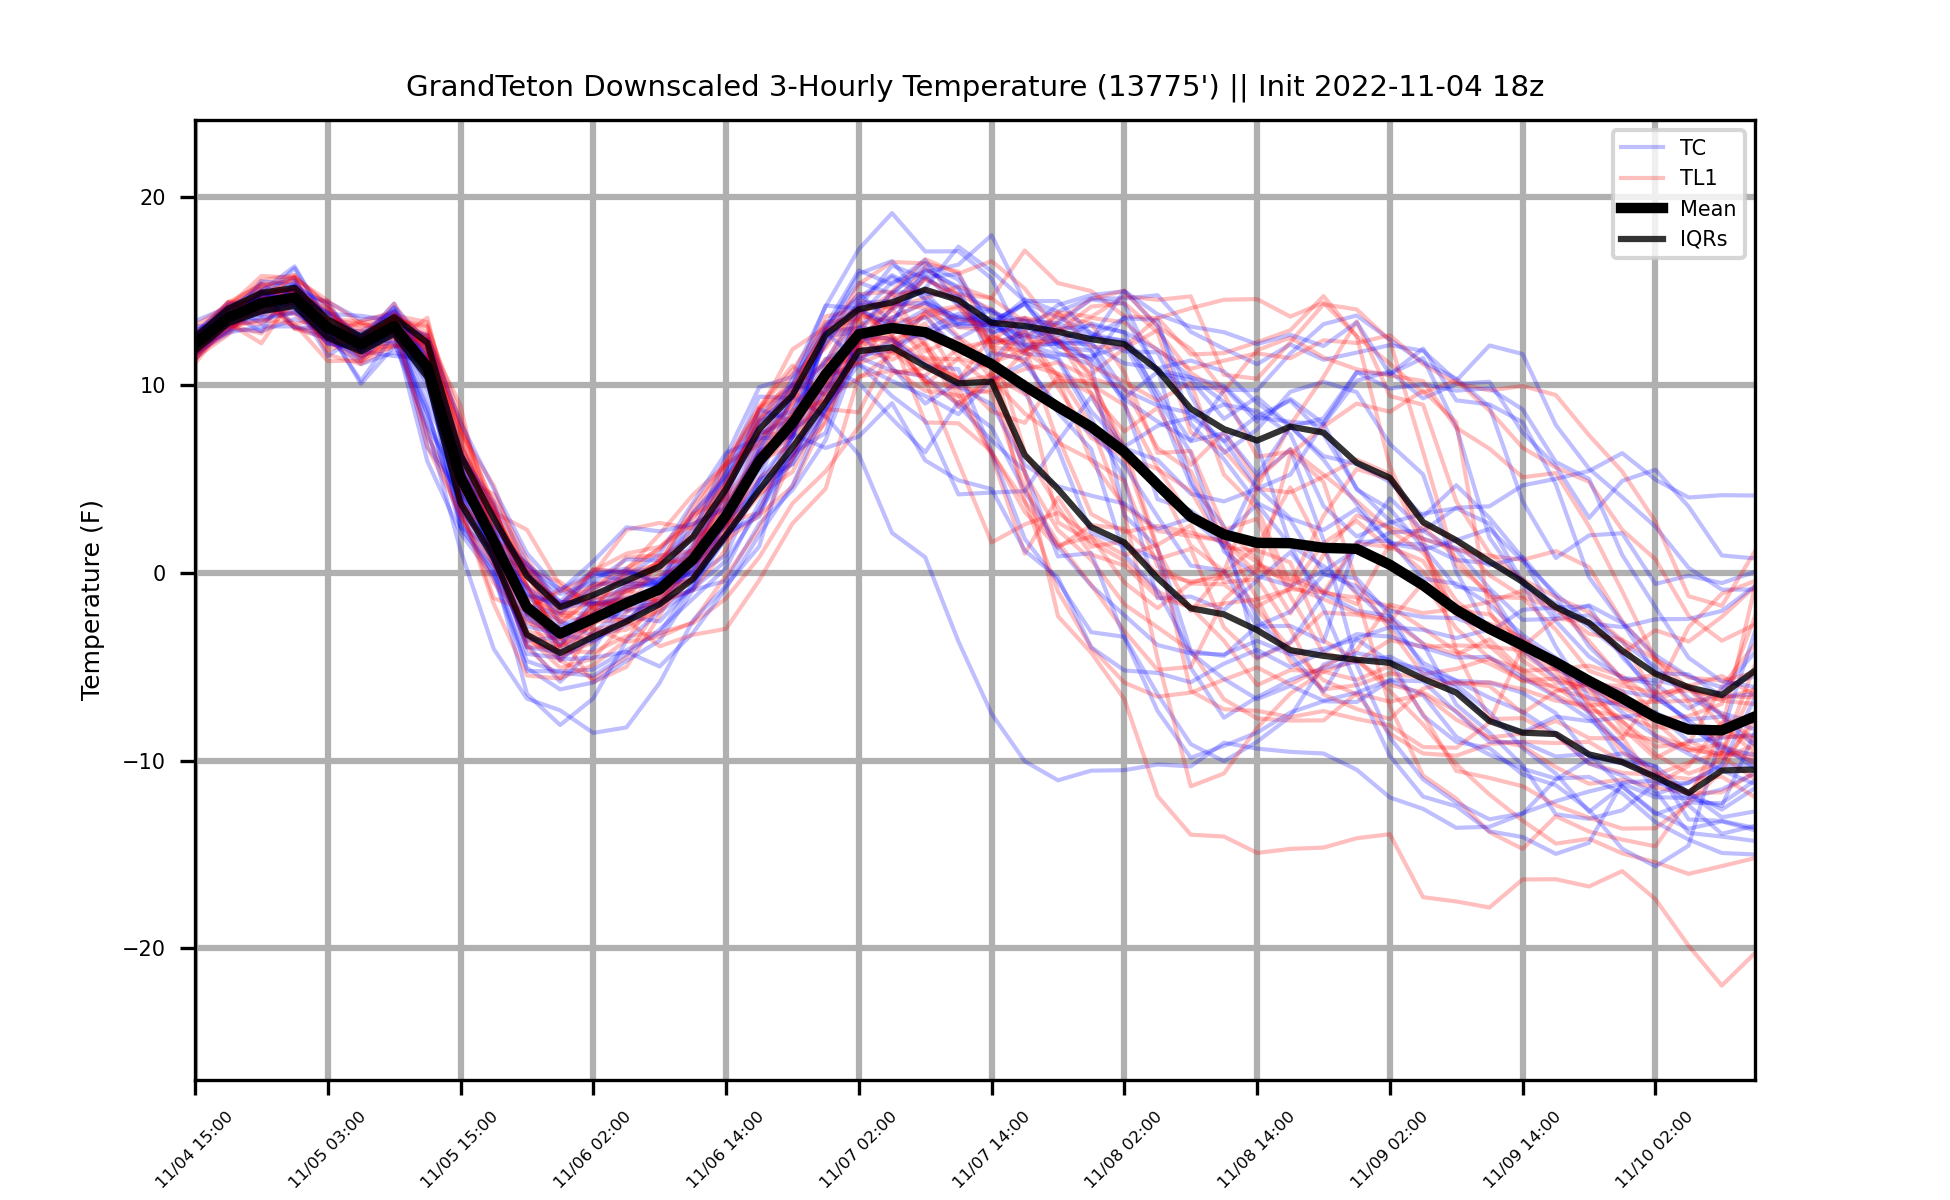 GrandTeton Downscaled 3-Hourly Temperature (13775') || Init 2022-11-04 18z
TC
TL1
Mean
IQRs
Temperature (F)
20
10
0
−10
−20
11/04 15:00
11/05 03:00
11/05 15:00
11/06 02:00
11/06 14:00
11/07 02:00
11/07 14:00
11/08 02:00
11/08 14:00
11/09 02:00
11/09 14:00
11/10 02:00